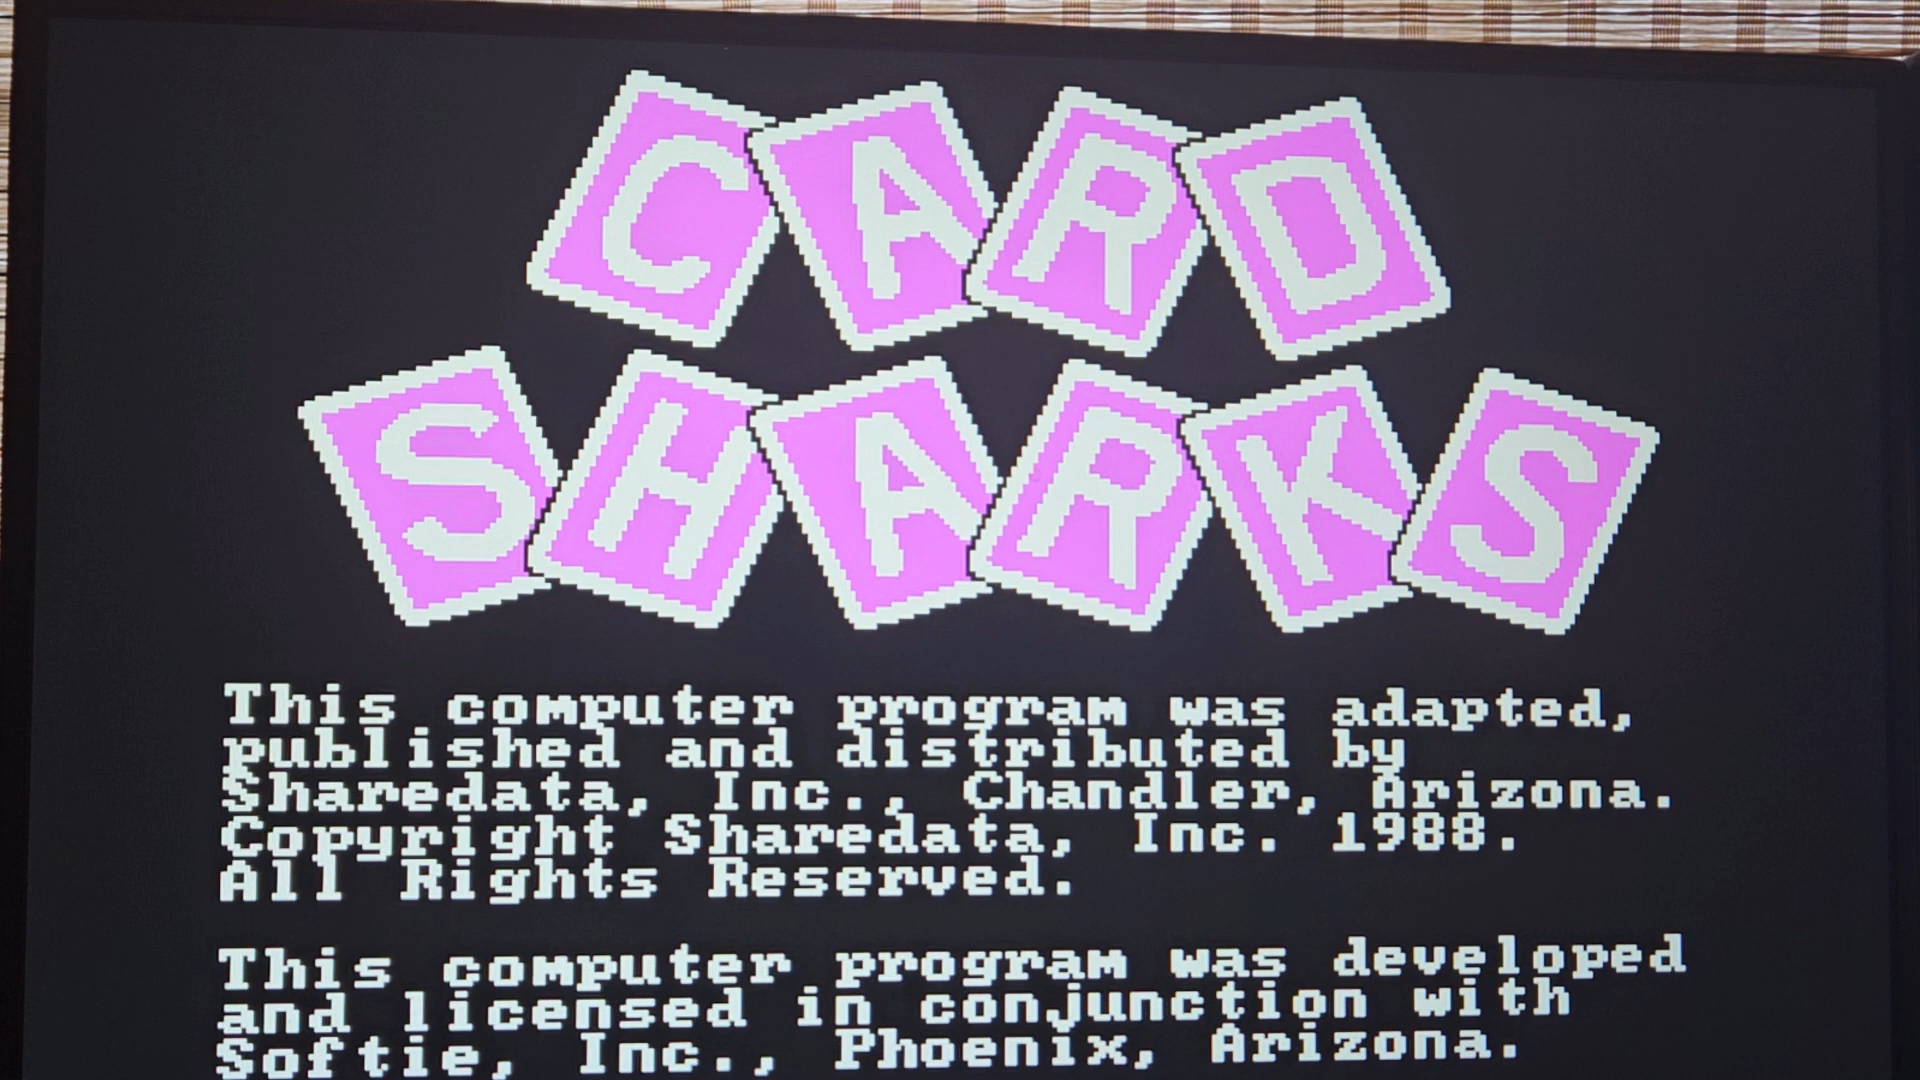 CARD
SHARKS
This computer program was adapted,
published and distributed by
Sharedata, Inc., Chandler, Arizona.
Copyright Sharedata, Inc. 1988.
All Rights Reserved.
This computer program was developed
and licensed in conjunction with
Softie, Inc., Phoenix, Arizona.